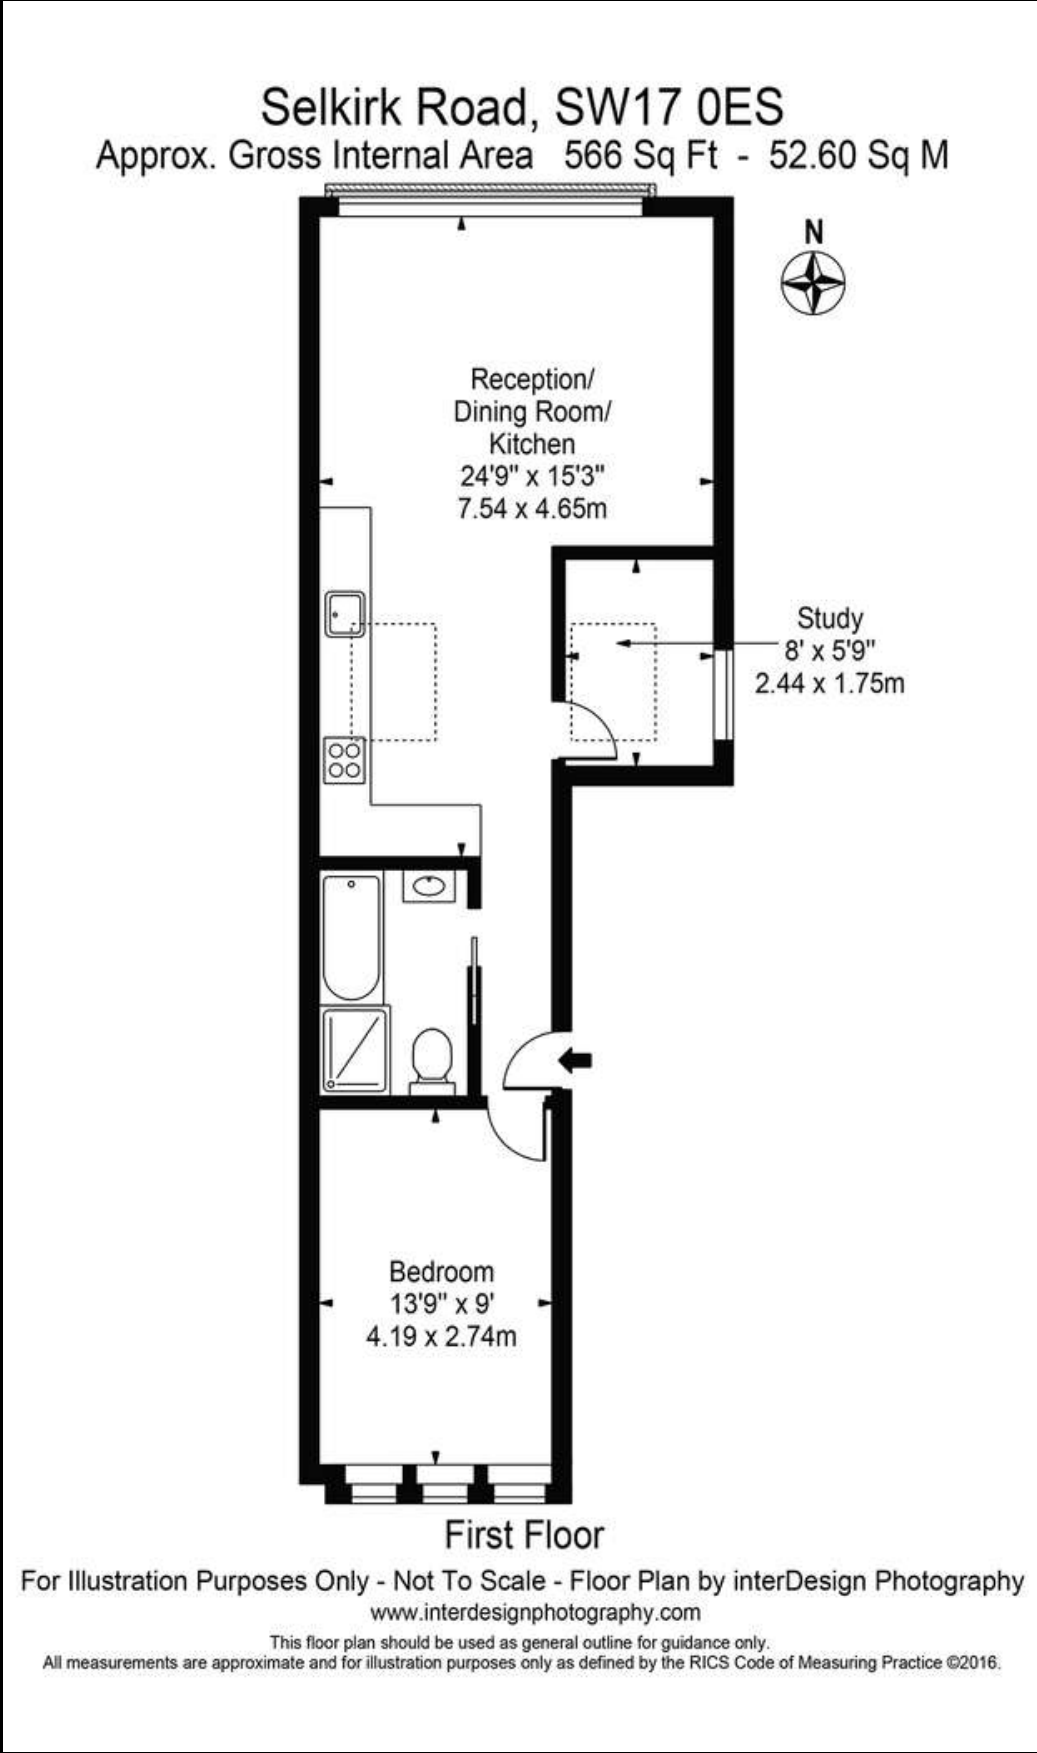 Selkirk Road, SW17 0ES
Approx. Gross Internal Area 566 Sq Ft - 52.60 Sq M
N
Reception/
Dining Room/
Kitchen
24'9" x 15'3"
7.54 x 4.65m
Study
8' x 5'9"
2.44 x 1.75m
Bedroom
13'9" x 9'
4.19 x 2.74m
First Floor
For Illustration Purposes Only - Not To Scale - Floor Plan by interDesign Photography
www.interdesignphotography.com
This floor plan should be used as general outline for guidance only.
All measurements are approximate and for illustration purposes only as defined by the RICS Code of Measuring Practice ©2016.